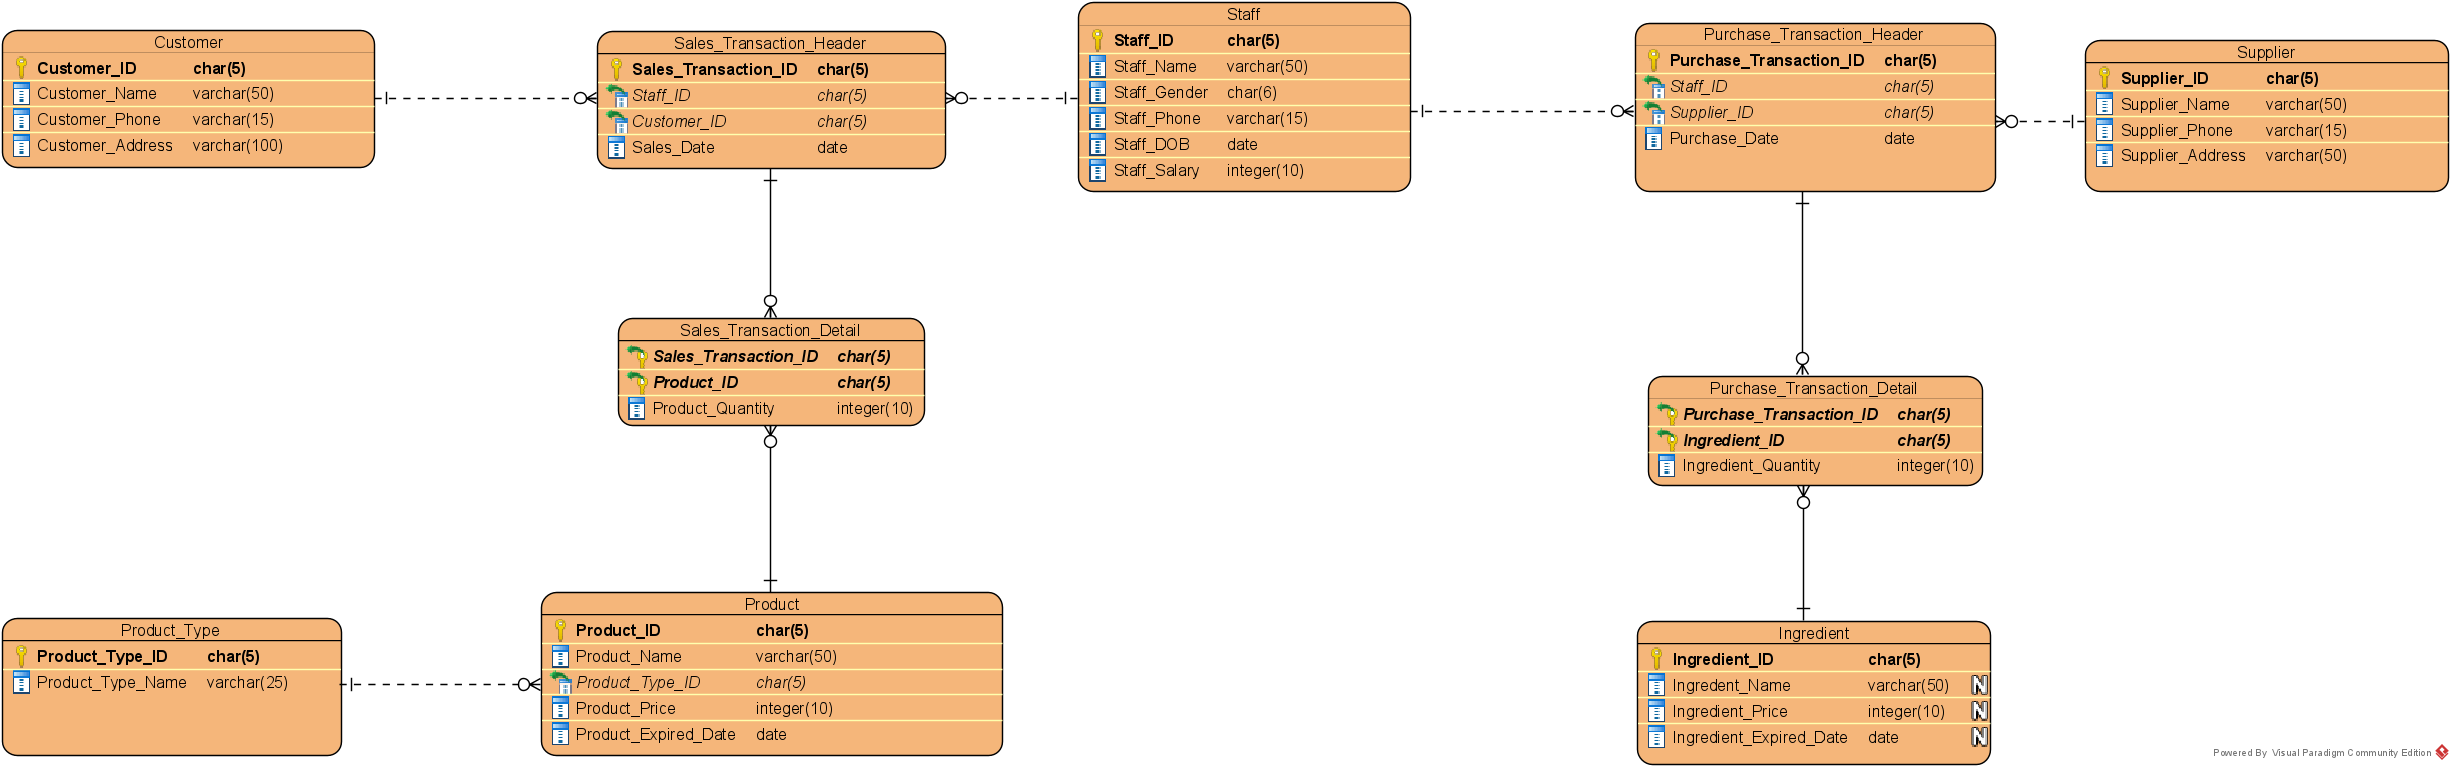 Customer
Customer_ID char(5)
Customer_Name varchar(50)
Customer_Phone varchar(15)
Customer_Address varchar(100)
Sales_Transaction_Header
Sales_Transaction_ID char(5)
Staff_ID char(5)
Customer_ID char(5)
Sales_Date date
Staff
Staff_ID char(5)
Staff_Name varchar(50)
Staff_Gender char(6)
Staff_Phone varchar(15)
Staff_DOB date
Staff_Salary integer(10)
Purchase_Transaction_Header
Purchase_Transaction_ID char(5)
Staff_ID char(5)
Supplier_ID char(5)
Purchase_Date date
Supplier
Supplier_ID char(5)
Supplier_Name varchar(50)
Supplier_Phone varchar(15)
Supplier_Address varchar(50)
Sales_Transaction_Detail
Sales_Transaction_ID char(5)
Product_ID char(5)
Product_Quantity integer(10)
Purchase_Transaction_Detail
Purchase_Transaction_ID char(5)
Ingredient_ID char(5)
Ingredient_Quantity integer(10)
Product_Type
Product_Type_ID char(5)
Product_Type_Name varchar(25)
Product
Product_ID char(5)
Product_Name varchar(50)
Product_Type_ID char(5)
Product_Price integer(10)
Product_Expired_Date date
Ingredient
Ingredient_ID char(5)
Ingredent_Name varchar(50) N
Ingredient_Price integer(10) N
Ingredient_Expired_Date date N
Powered By Visual Paradigm Community Edition